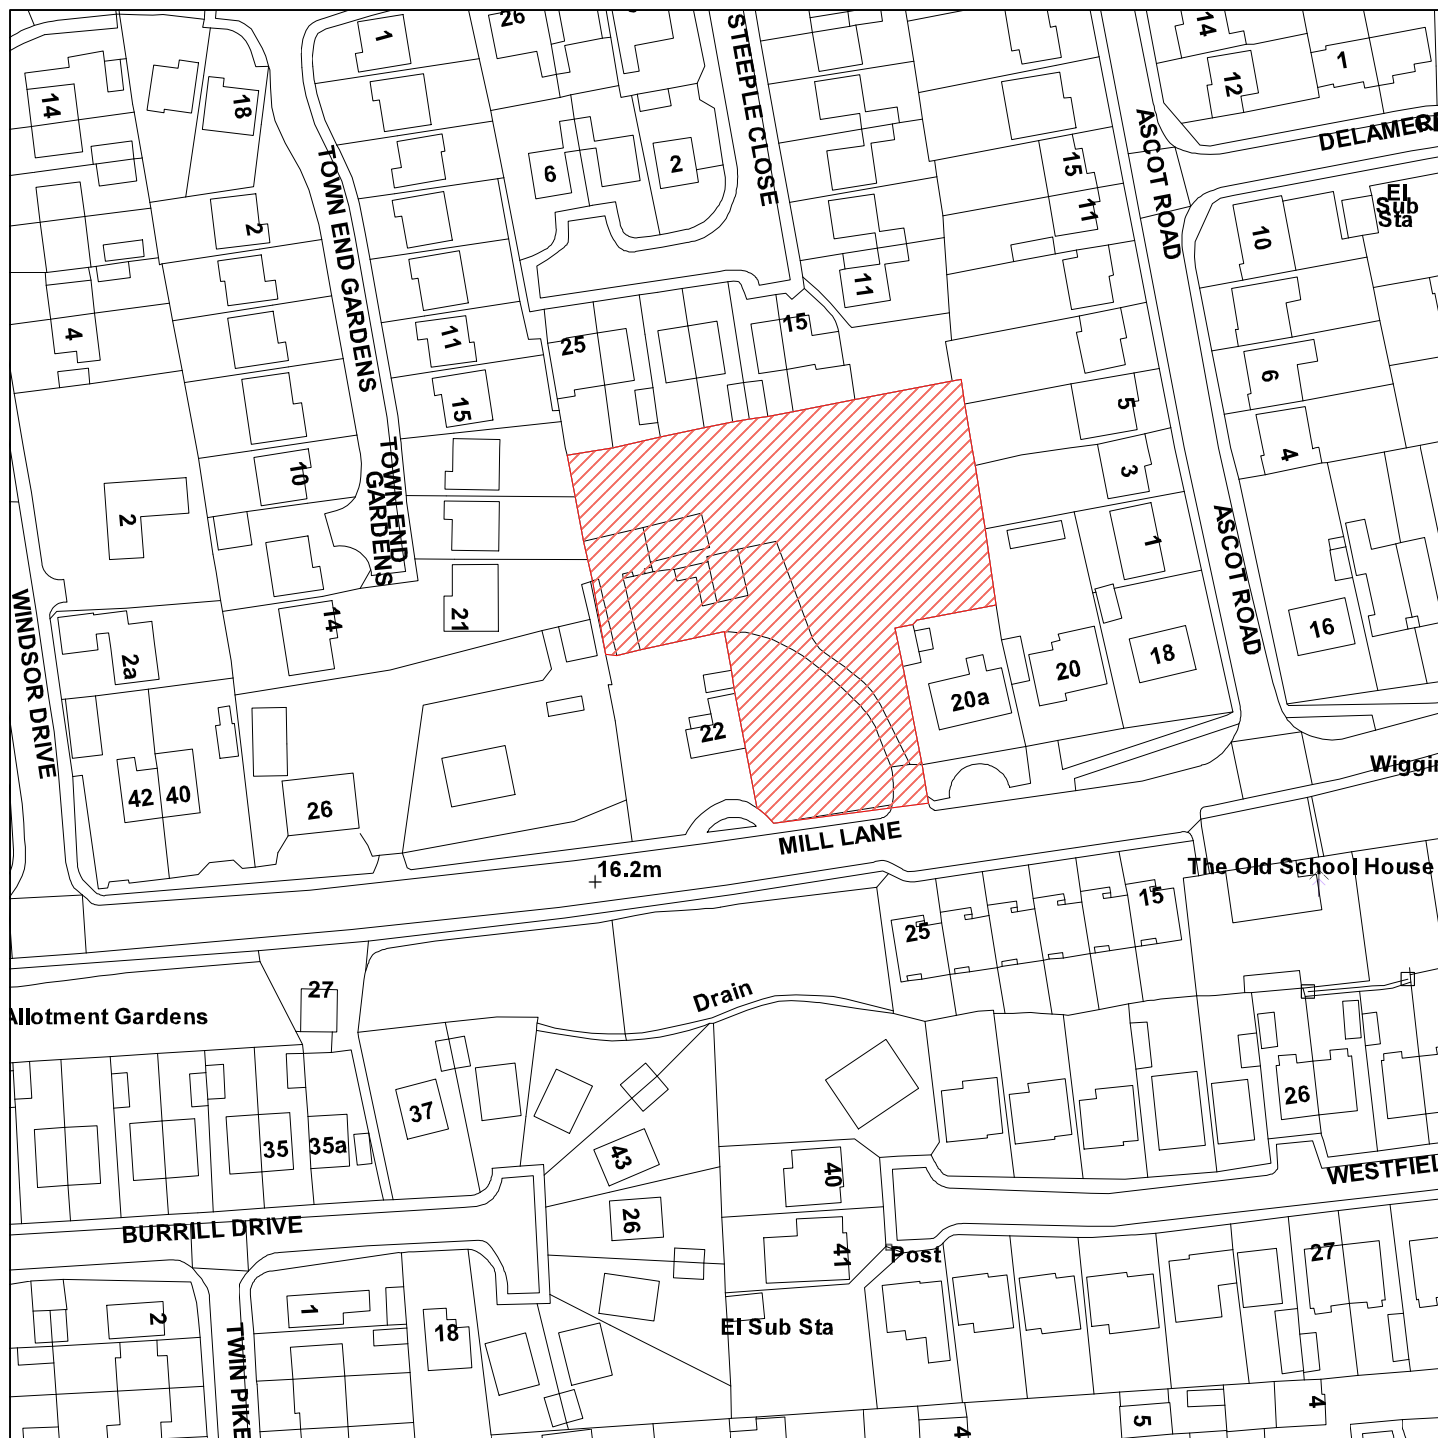 26
STEEPLE CLOSE
14
1
1
12
14
18
ASCOT ROAD
DELAMERE
15
6
2
El
Sub
Sta
11
2
10
TOWN END GARDENS
11
4
11
15
25
6
15
5
4
3
10
TOWN END
GARDENS
2
1
ASCOT ROAD
21
14
16
WINDSOR DRIVE
2a
18
20
20a
22
42
40
26
Wiggin
MILL LANE
16.2m
The Old School House
15
25
27
Drain
Allotment Gardens
37
26
35
35a
43
40
WESTFIEL
26
BURRILL DRIVE
41
Post
27
1
2
18
El Sub Sta
TWIN PIKE
4
5
4